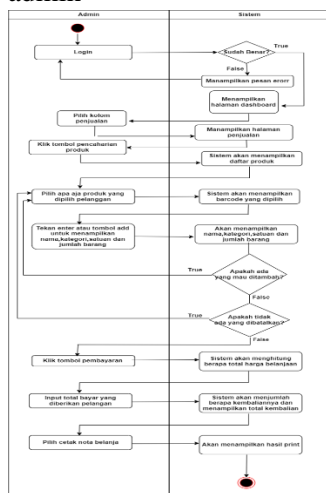 admin
Admin
Sistem
Login
Sudah Benar?
True
False
Menampilkan pesan erorr
Menampilkan
halaman dashboard
Pilih kolom
penjualan
Manampilkan halaman
penjualan
Klik tombol pencaharian
produk
Sistem akan menampilkan
daftar produk
Pilih apa aja produk yang
dipilih pelanggan
Sistem akan menampilkan
barcode yang dipilih
Tekan enter atau tombol add
untuk menampilkan
nama,kategori,satuan dan
jumlah barang
Akan menampilkan
nama,kategori,satuan dan
jumlah barang
True
Apakah ada
yang mau ditambah?
False
True
Apakah tidak
ada yang dibatalkan?
False
Klik tombol pembayaran
Sistem akan menghitung
berapa total harga belanjaan
Input total bayar yang
diberikan pelangan
Sistem akan menjumlah
berapa kembaliannya dan
menampilkan total kembalian
Pilih cetak nota belanja
Akan menampilkan hasil print